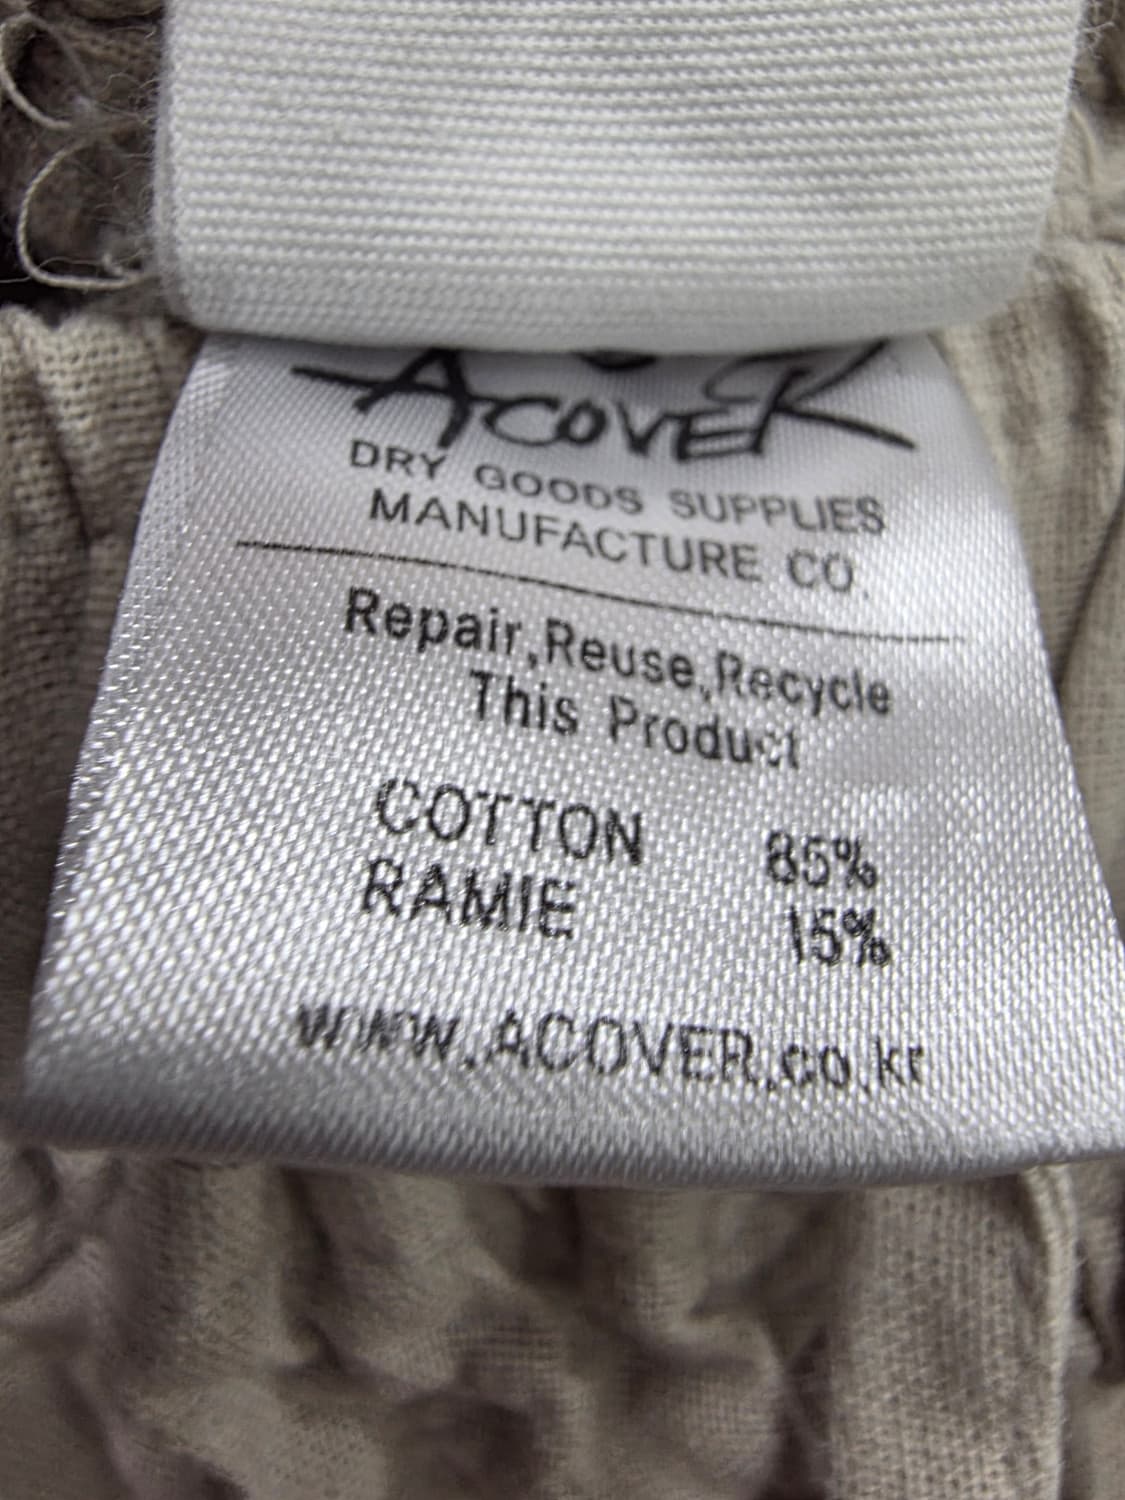 ACOVER
DRY GOODS SUPPLIES
MANUFACTURE CO.
Repair,Reuse,Recycle
This Product
COTTON 85%
RAMIE 15%
WWW.ACOVER.co.kr